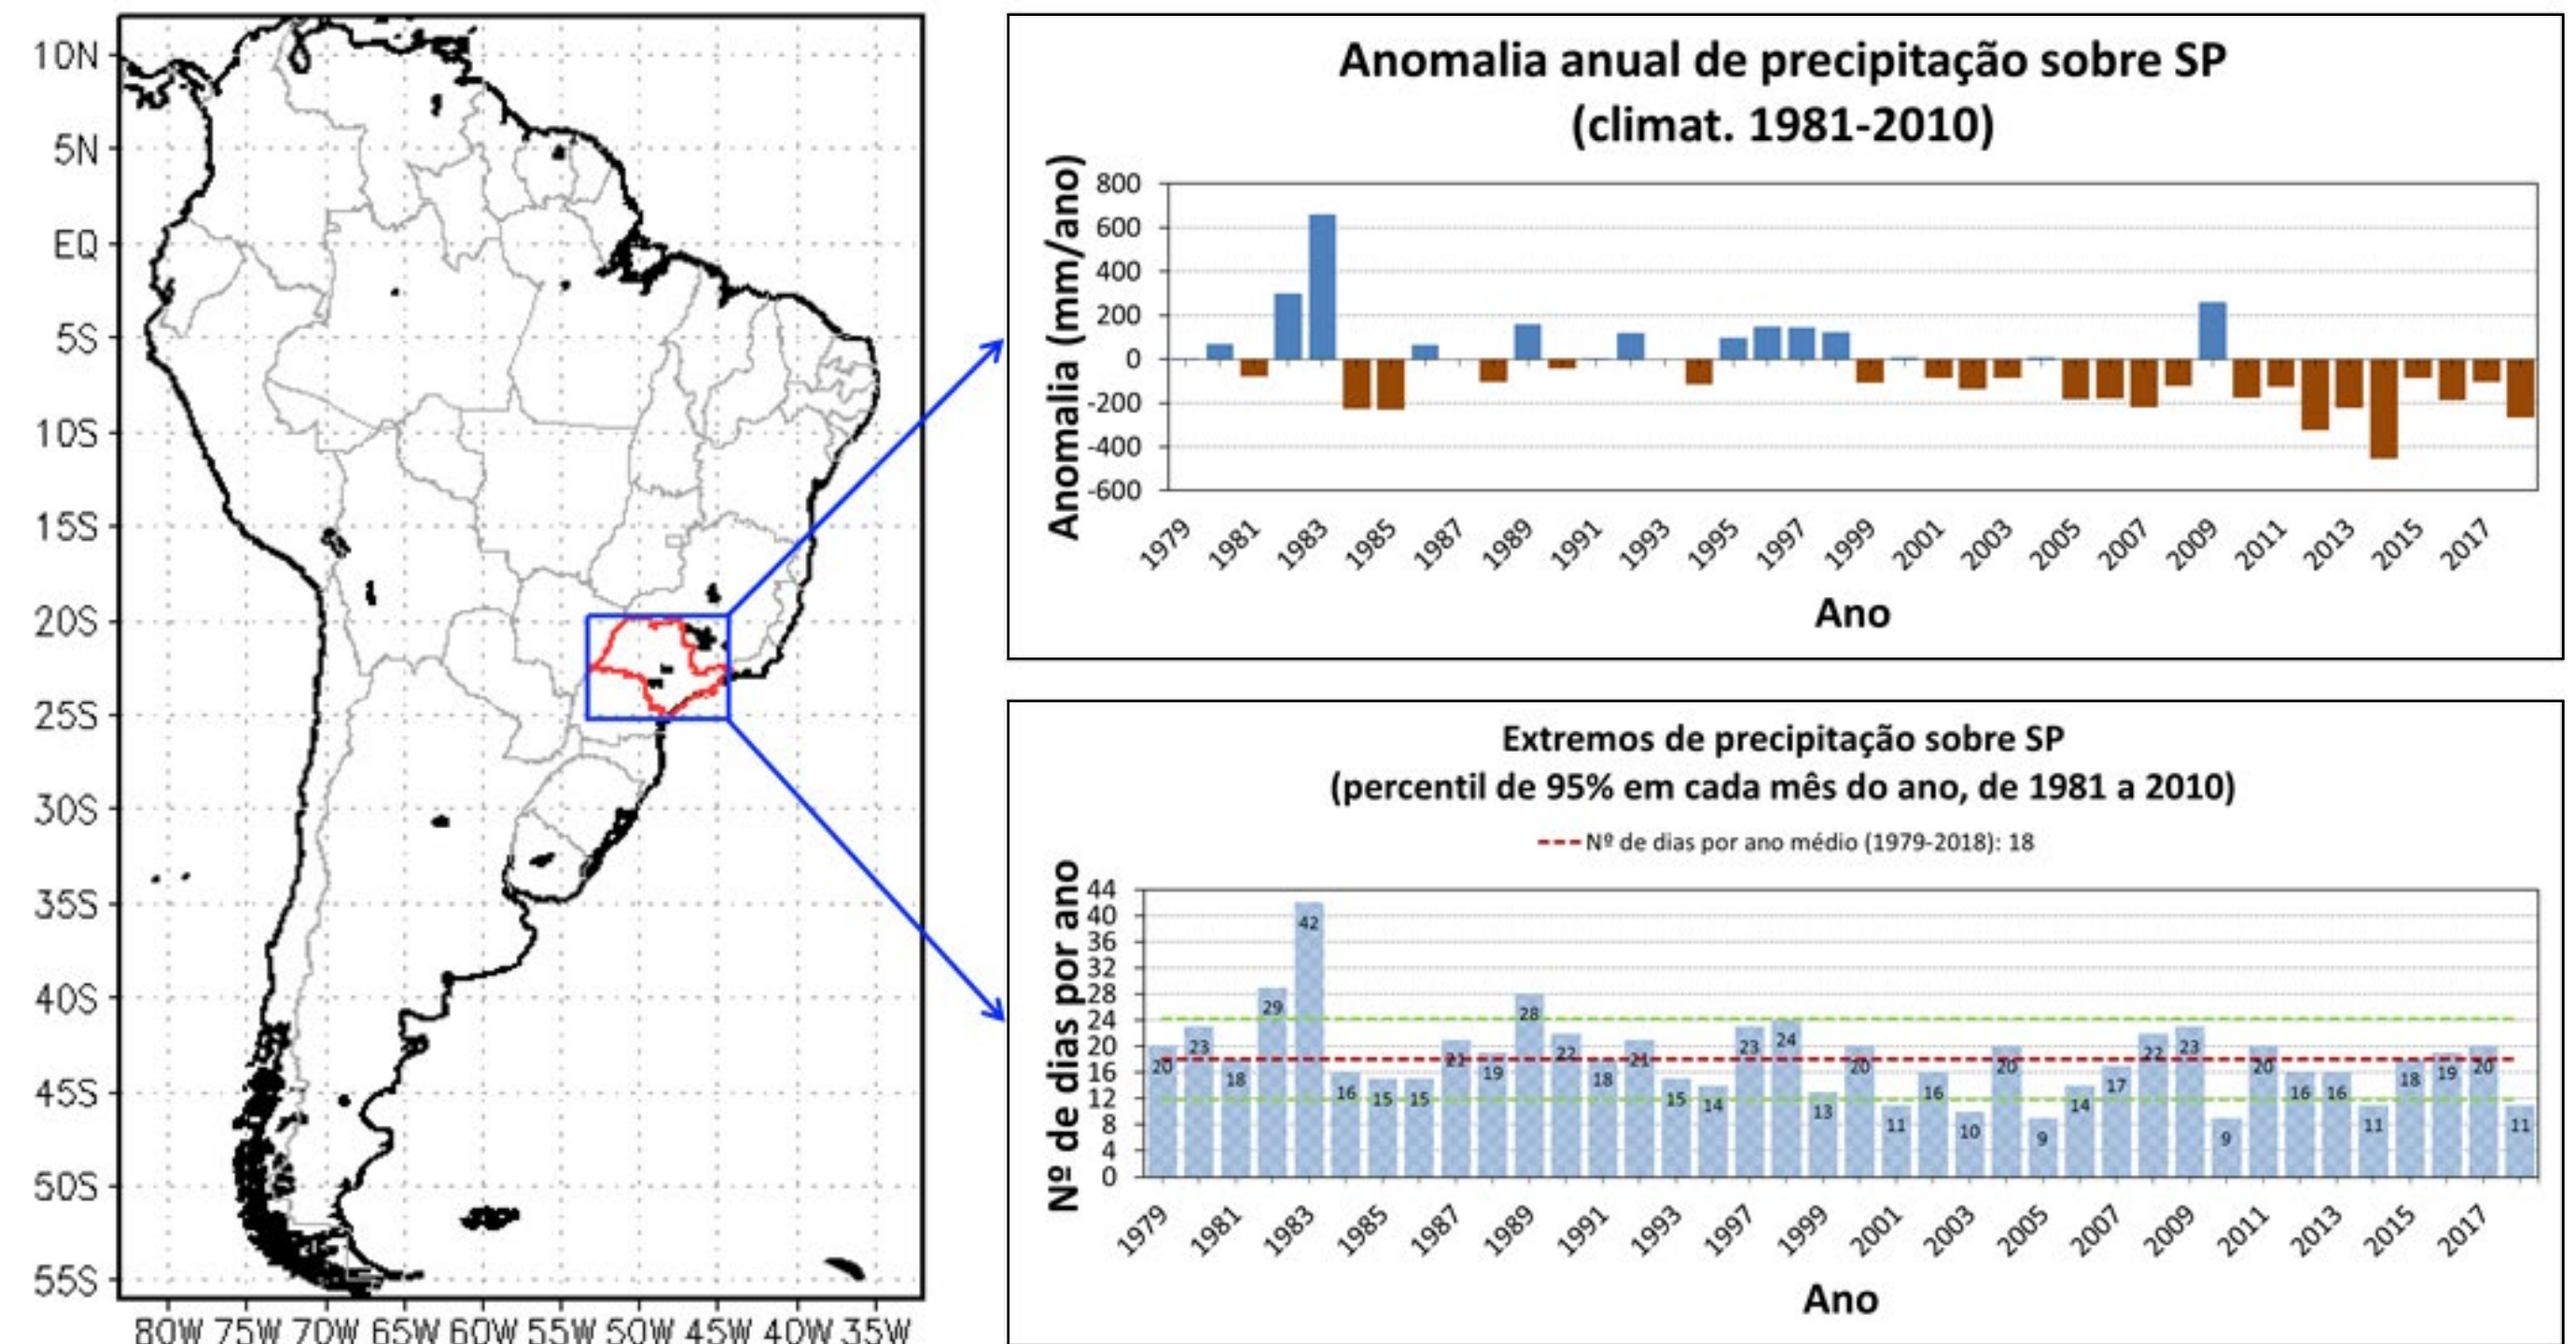 10N
5N
EQ
5S
10S
15S
20S
25S
30S
35S
40S
45S
50S
55S
80W 75W 70W 65W 60W 55W 50W 45W 40W 35W
Anomalia anual de precipitação sobre SP
(climat. 1981-2010)
Anomalia (mm/ano)
800
600
400
200
0
-200
-400
-600
1979 1981 1983 1985 1987 1989 1991 1993 1995 1997 1999 2001 2003 2005 2007 2009 2011 2013 2015 2017
Ano
Extremos de precipitação sobre SP
(percentil de 95% em cada mês do ano, de 1981 a 2010)
Nº de dias por ano médio (1979-2018): 18
Nº de dias por ano
44
40
36
32
28
24
20
16
12
8
4
0
20 23 18 29 42 16 15 15 21 19 28 22 18 21 15 14 23 24 13 20 11 16 10 20 9 14 17 22 23 9 20 16 16 11 18 19 20 11
1979 1981 1983 1985 1987 1989 1991 1993 1995 1997 1999 2001 2003 2005 2007 2009 2011 2013 2015 2017
Ano